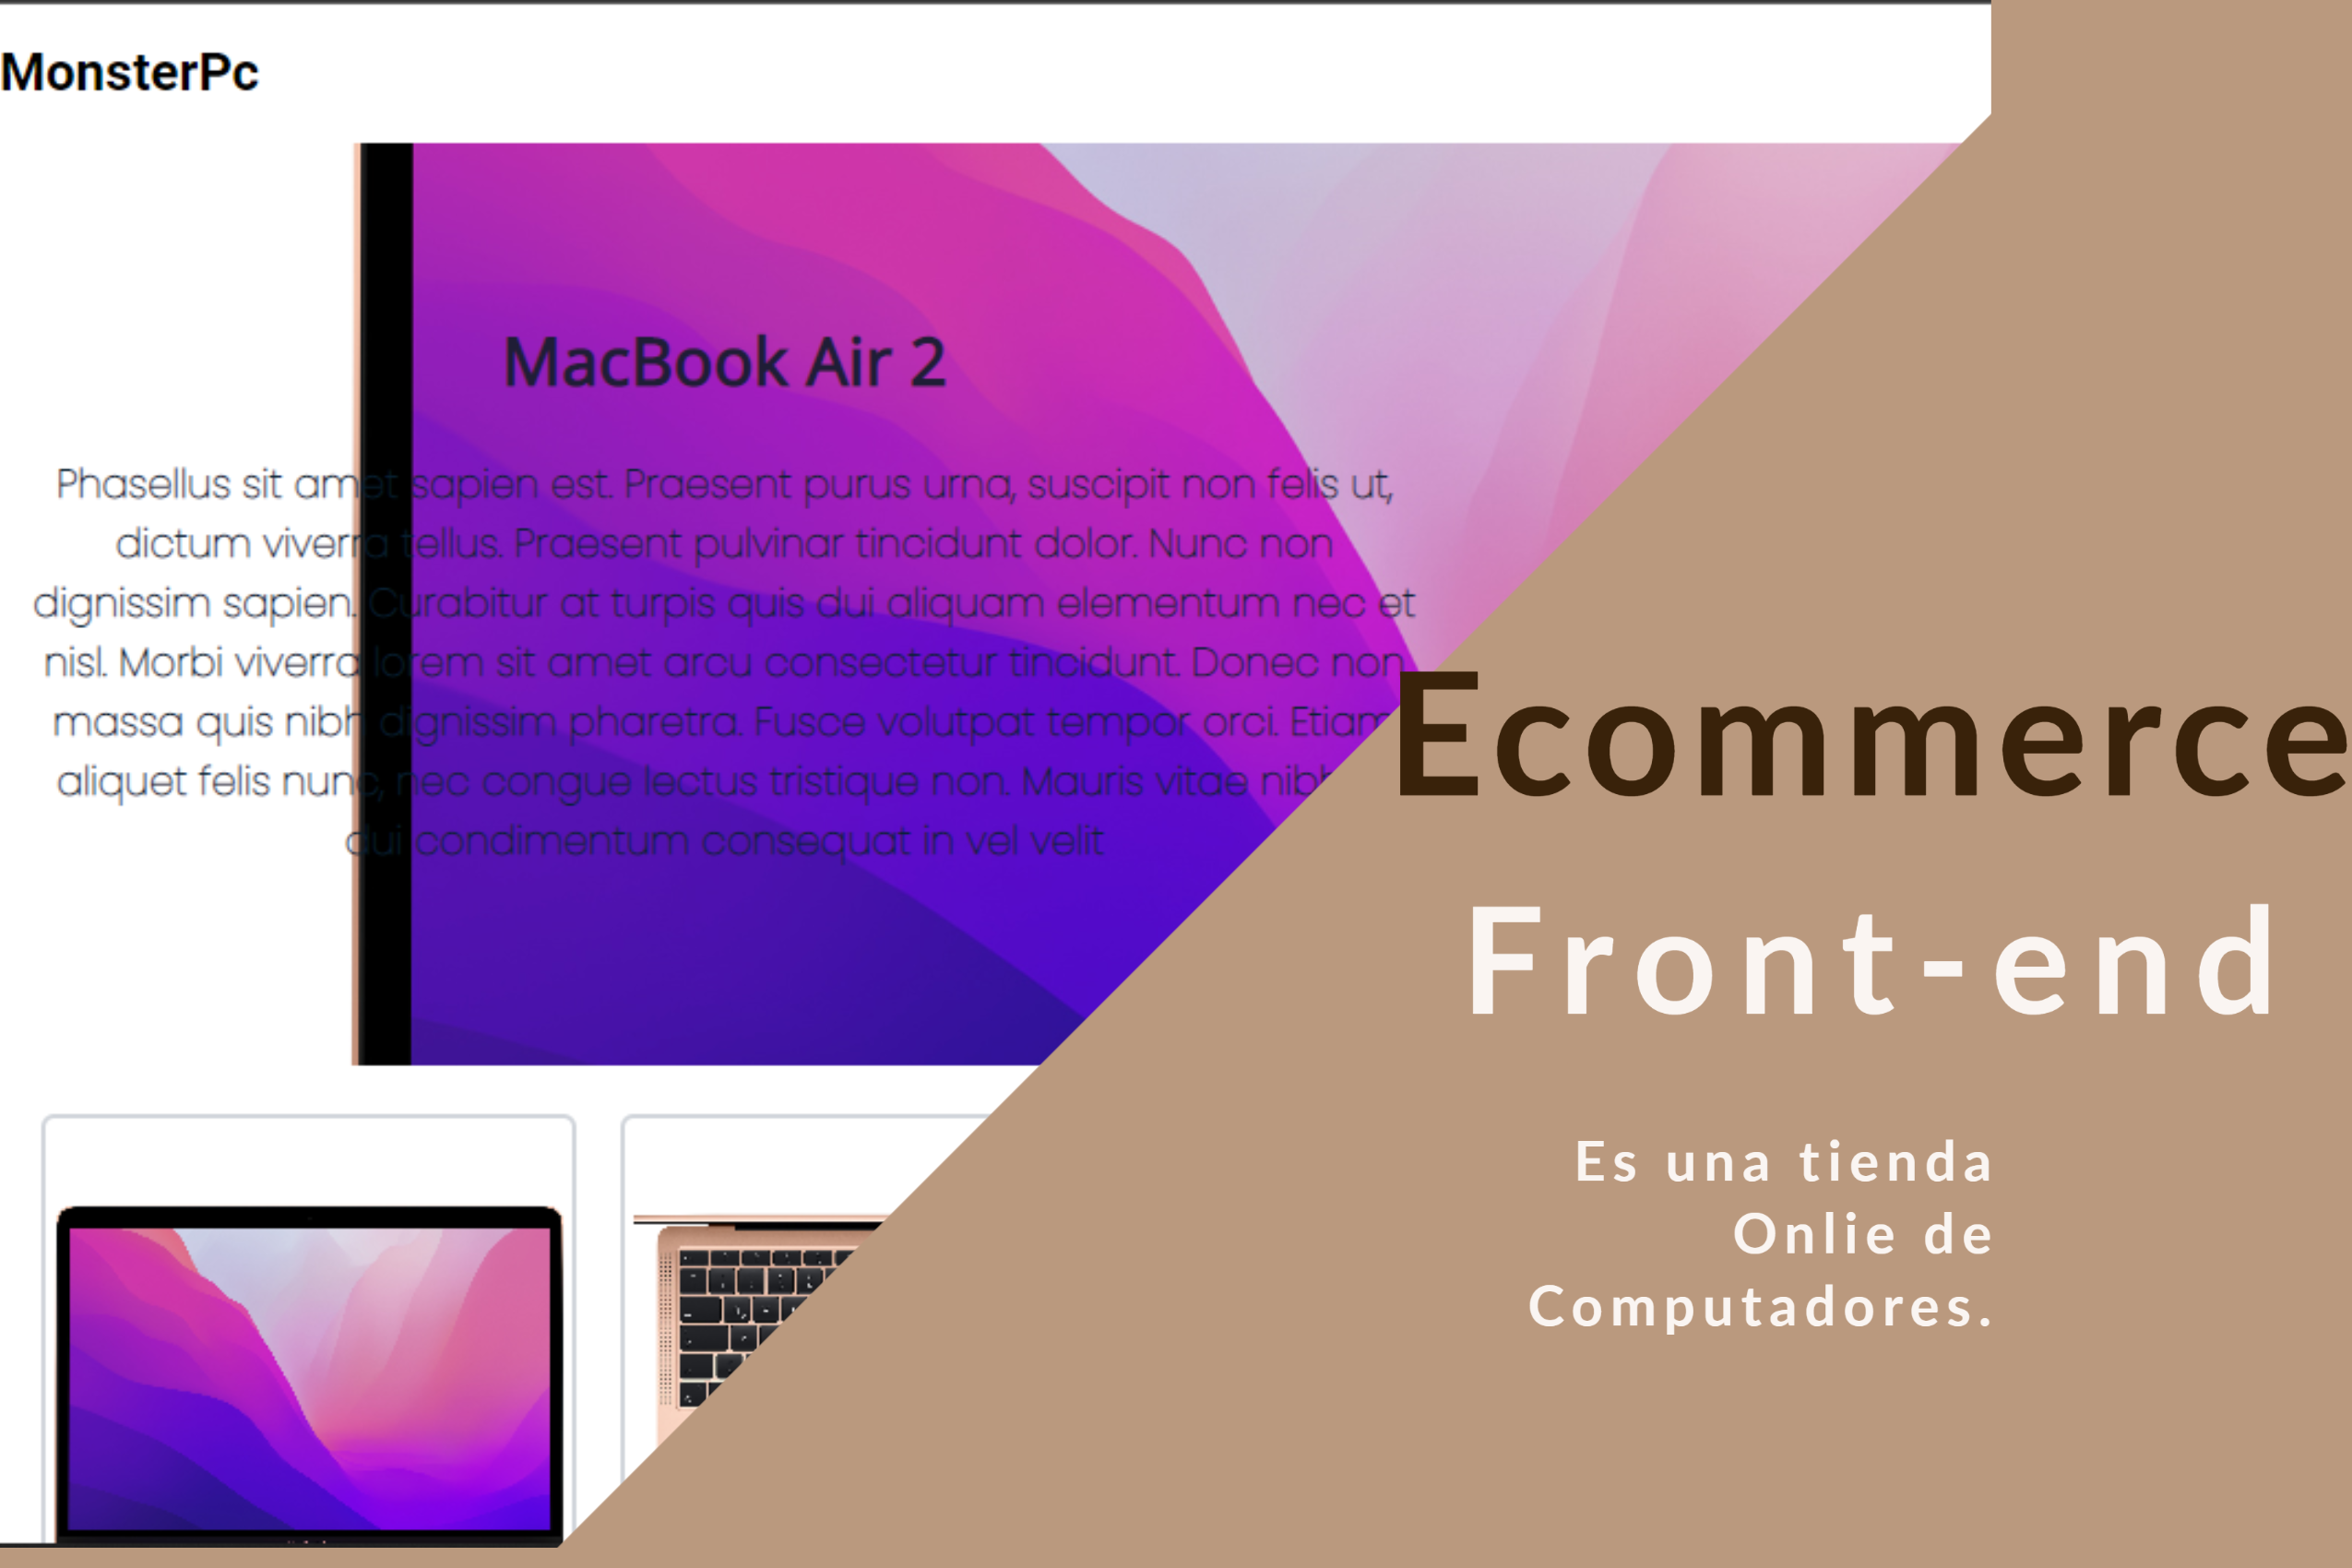 MonsterPc
MacBook Air 2
Phasellus sit amet sapien est. Praesent purus urna, suscipit non felis ut,
dictum viverra tellus. Praesent pulvinar tincidunt dolor. Nunc non
dignissim sapien. Curabitur at turpis quis dui aliquam elementum nec et
nisl. Morbi viverra lorem sit amet arcu consectetur tincidunt. Donec non
massa quis nibh dignissim pharetra. Fusce volutpat tempor orci. Etiam
aliquet felis nunc, nec congue lectus tristique non. Mauris vitae nibh
dui condimentum consequat in vel velit
Ecommerce
Front-end
Es una tienda
Onlie de
Computadores.